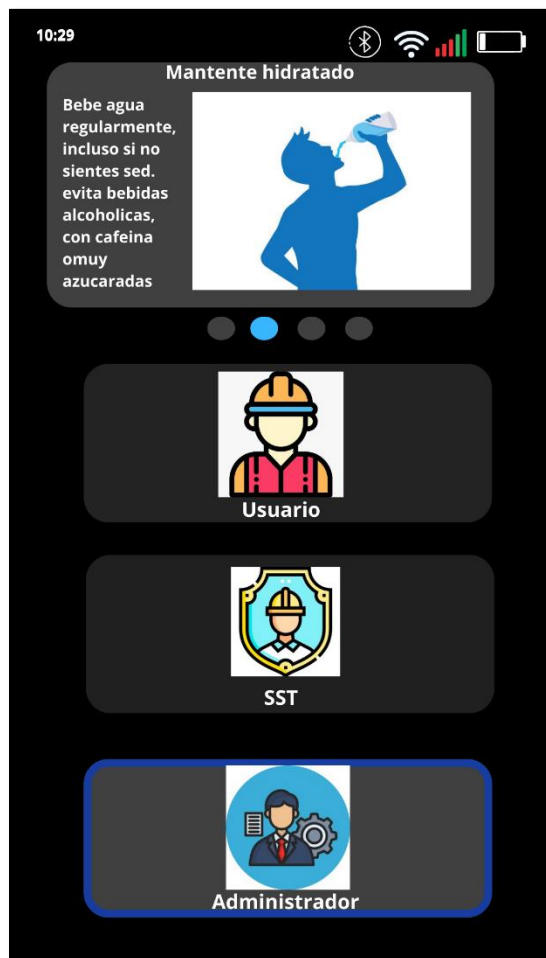 10:29
Mantente hidratado
Bebe agua
regularmente,
incluso si no
sientes sed.
evita bebidas
alcoholicas,
con cafeina
omuy
azucaradas
Usuario
SST
Administrador